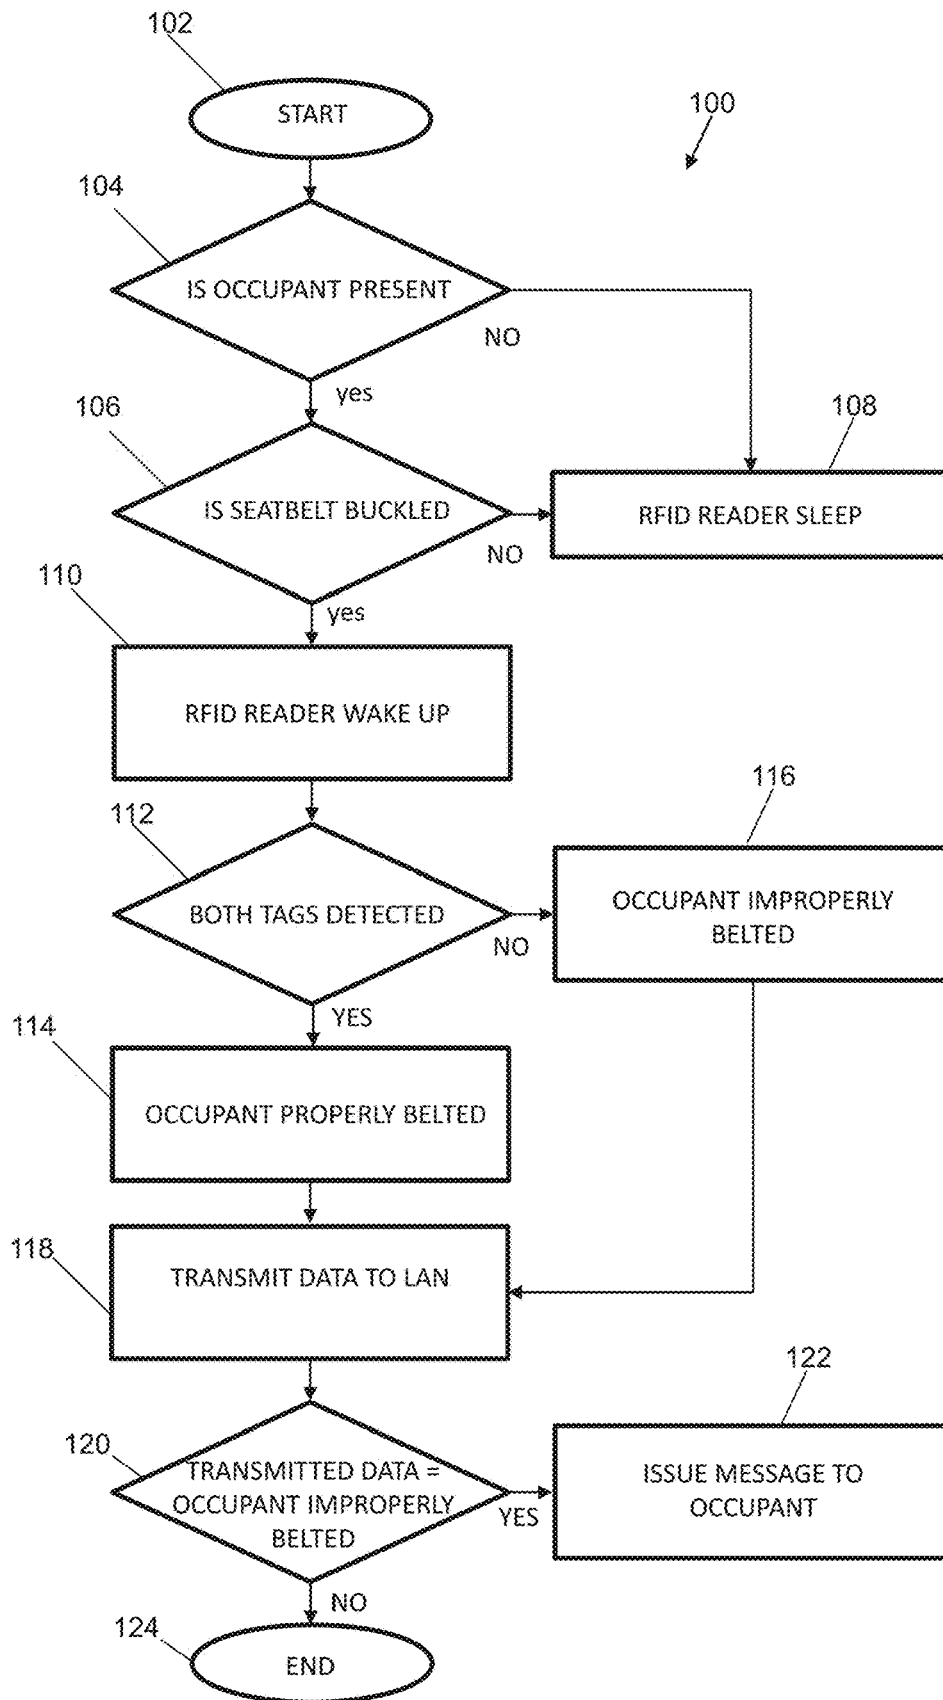 102
START
100
104
IS OCCUPANT PRESENT
NO
yes
106
108
IS SEATBELT BUCKLED
RFID READER SLEEP
NO
110
yes
RFID READER WAKE UP
116
112
OCCUPANT IMPROPERLY
BELTED
BOTH TAGS DETECTED
NO
YES
114
OCCUPANT PROPERLY BELTED
118
TRANSMIT DATA TO LAN
122
120
TRANSMITTED DATA =
OCCUPANT IMPROPERLY
BELTED
ISSUE MESSAGE TO
OCCUPANT
YES
NO
124
END